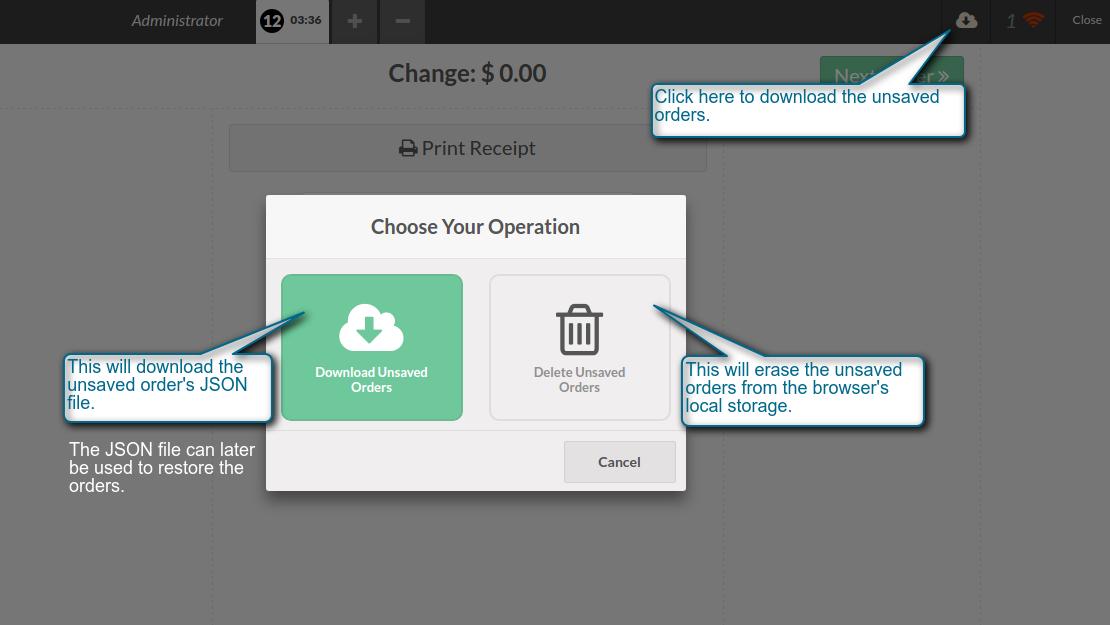 Administrator
12 03:36
1
Close
Change: $ 0.00
Click here to download the unsaved
orders.
Print Receipt
Choose Your Operation
Download Unsaved
Orders
Delete Unsaved
Orders
This will download the
unsaved order's JSON
file.
This will erase the unsaved
orders from the browser's
local storage.
The JSON file can later
be used to restore the
orders.
Cancel